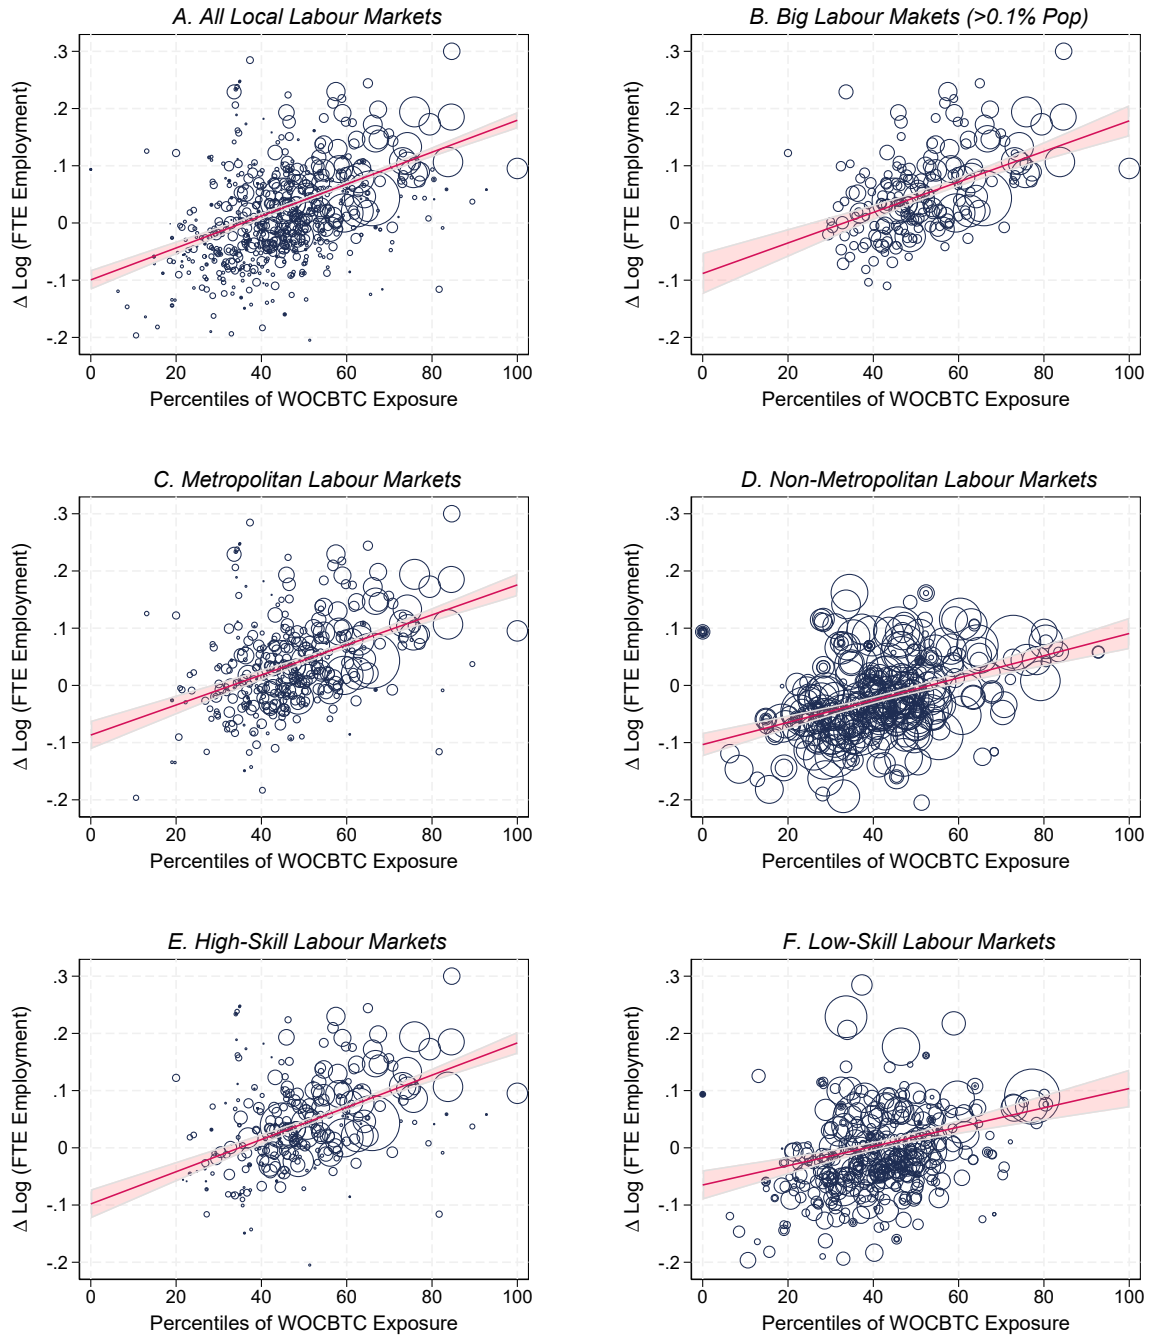 A. All Local Labour Markets
B. Big Labour Makets (>0.1% Pop)
Δ Log (FTE Employment)
.3
.2
.1
0
-.1
-.2
0 20 40 60 80 100
Percentiles of WOCBTC Exposure
Δ Log (FTE Employment)
.3
.2
.1
0
-.1
-.2
0 20 40 60 80 100
Percentiles of WOCBTC Exposure
C. Metropolitan Labour Markets
D. Non-Metropolitan Labour Markets
Δ Log (FTE Employment)
.3
.2
.1
0
-.1
-.2
0 20 40 60 80 100
Percentiles of WOCBTC Exposure
Δ Log (FTE Employment)
.3
.2
.1
0
-.1
-.2
0 20 40 60 80 100
Percentiles of WOCBTC Exposure
E. High-Skill Labour Markets
F. Low-Skill Labour Markets
Δ Log (FTE Employment)
.3
.2
.1
0
-.1
-.2
0 20 40 60 80 100
Percentiles of WOCBTC Exposure
Δ Log (FTE Employment)
.3
.2
.1
0
-.1
-.2
0 20 40 60 80 100
Percentiles of WOCBTC Exposure